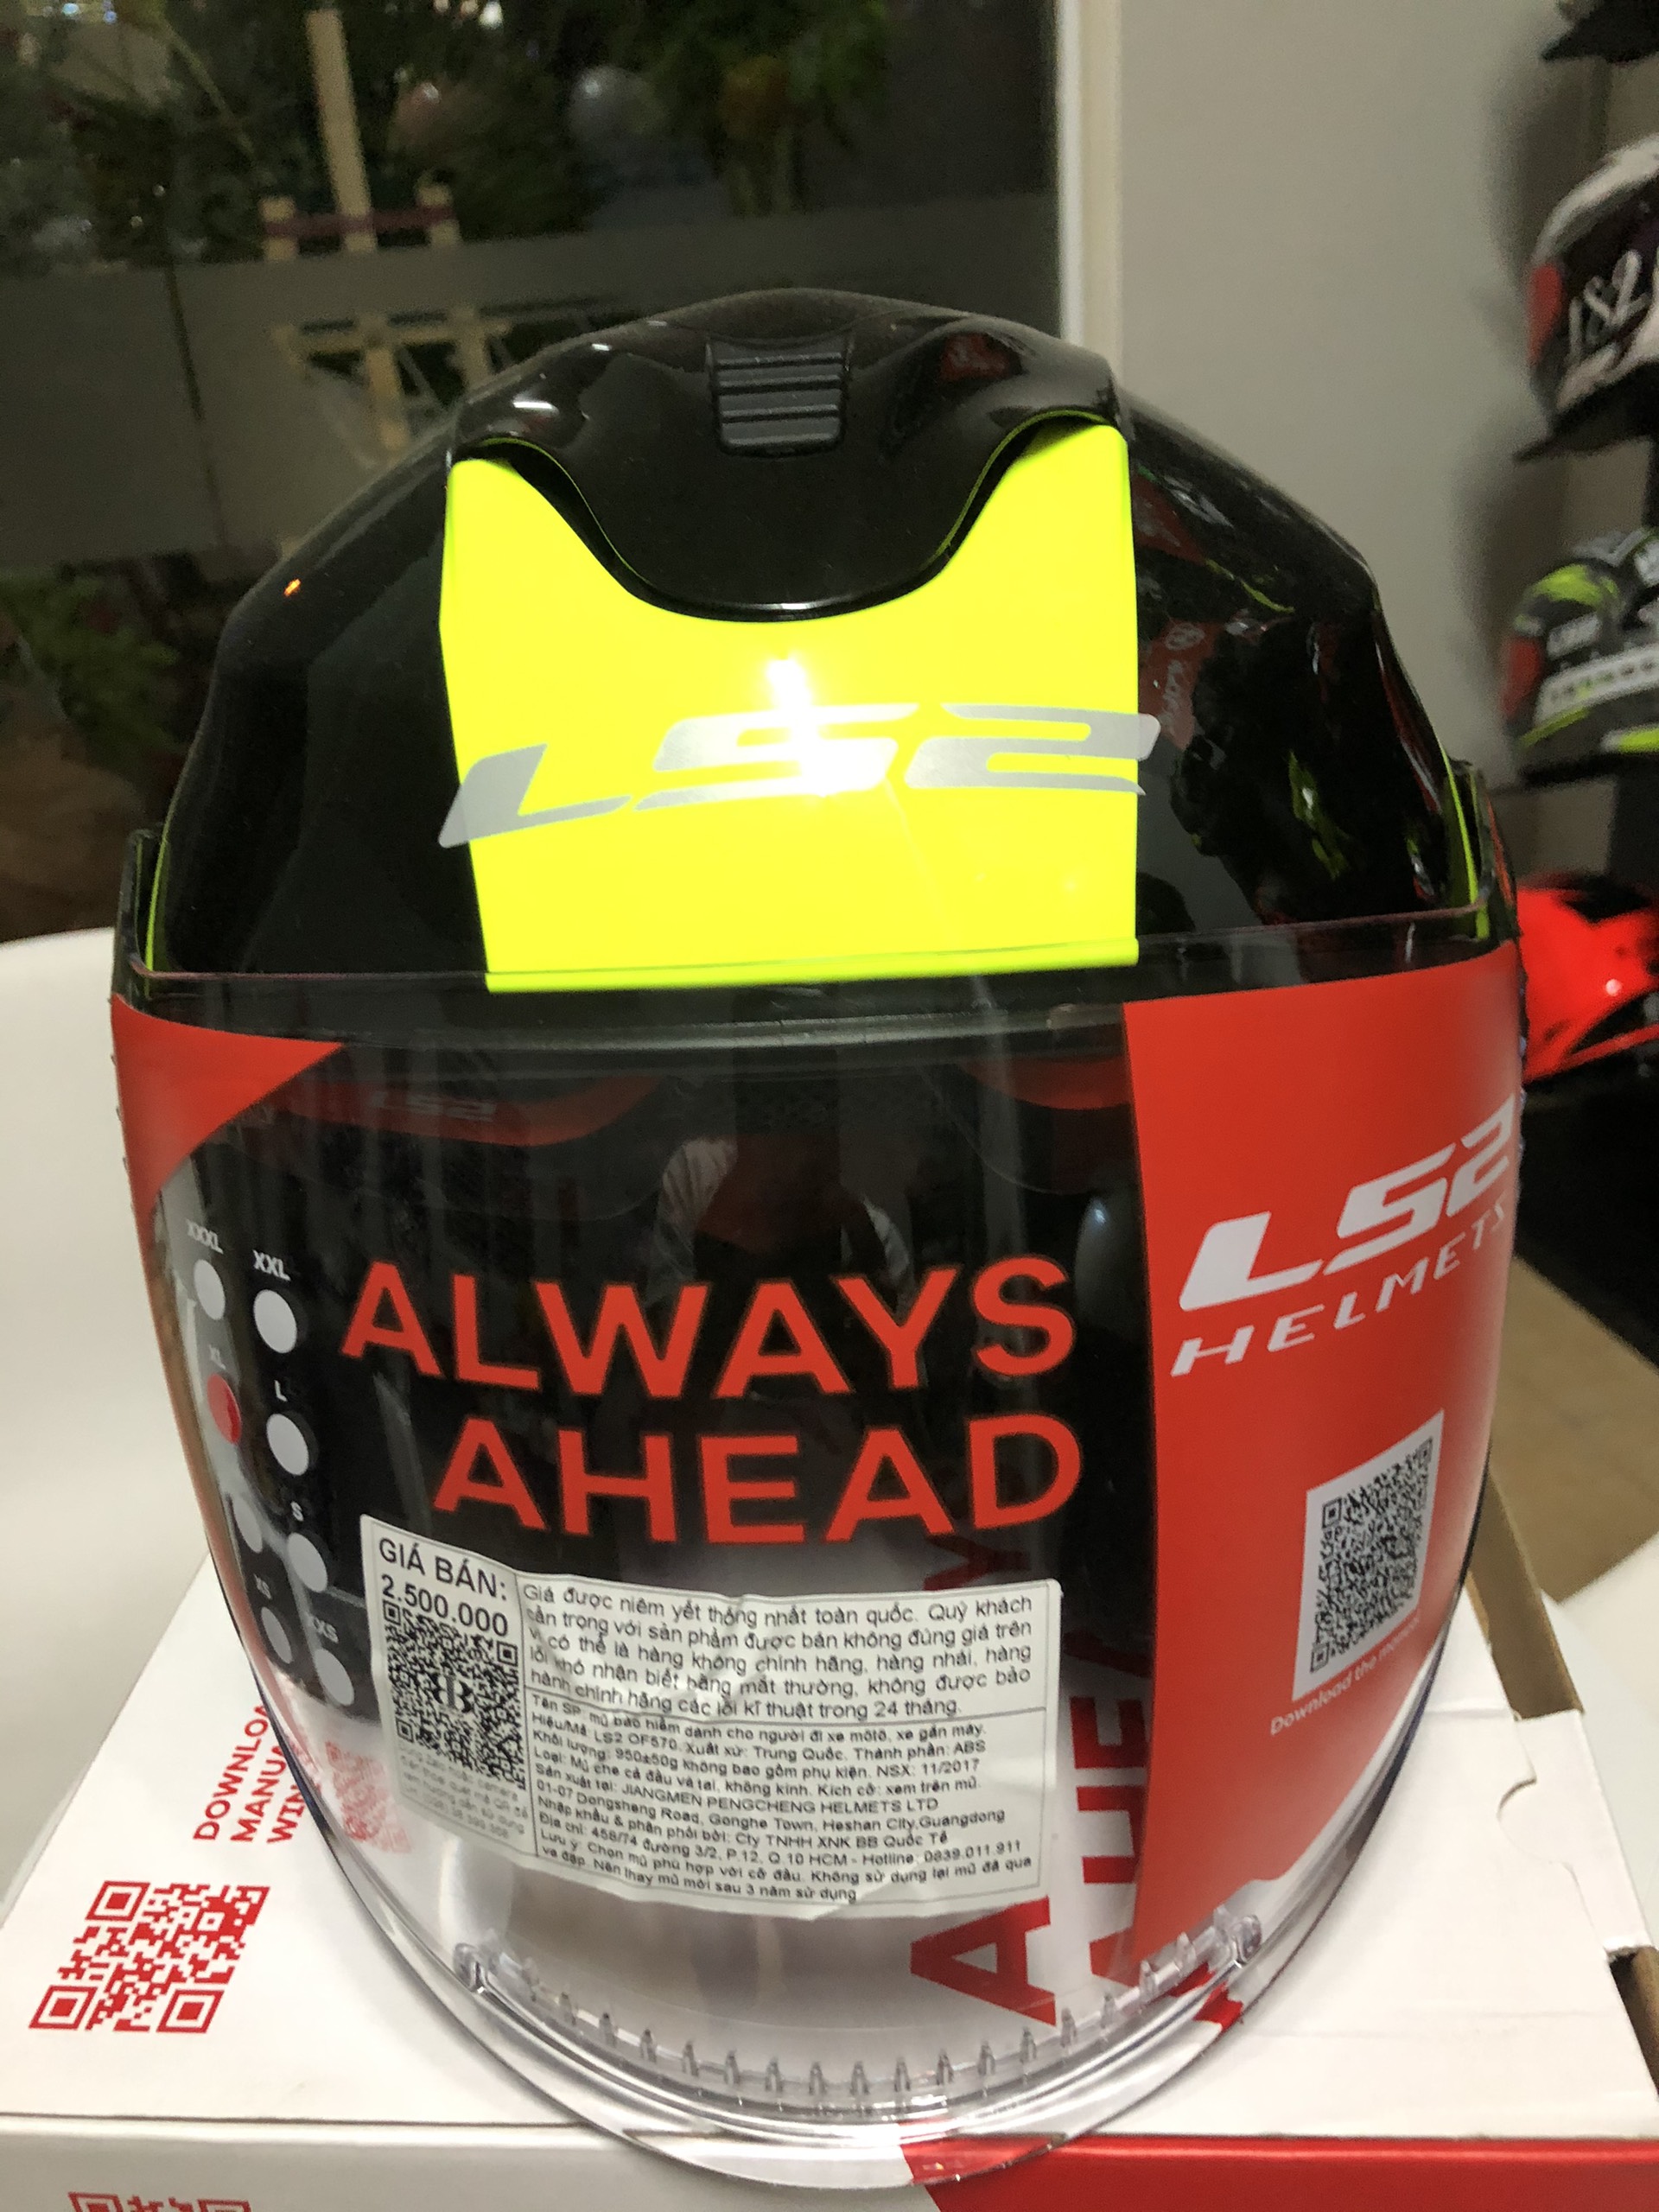 LS2
LS2
LS2
HELMETS
XXXL
XXL
XL
L
S
XS
XXS
ALWAYS
AHEAD
GIÁ BÁN:
2.500.000
Giá được niêm yết thống nhất toàn quốc. Quý khách
cẩn trọng với sản phẩm được bán không đúng giá trên
vì có thể là hàng không chính hãng, hàng nhái, hàng
lỗi khó nhận biết bằng mắt thường, không được bảo
hành chính hãng các lỗi kĩ thuật trong 24 tháng.
Tên SP: mũ bảo hiểm dành cho người đi xe môtô, xe gắn máy.
Hiệu/Mã: LS2 OF570. Xuất xứ: Trung Quốc. Thành phần: ABS
Khối lượng: 950±50g không bao gồm phụ kiện. NSX: 11/2017
Loại: Mũ che cả đầu và tai, không kính. Kích cỡ: xem trên mũ.
Sản xuất tại: JIANGMEN PENGCHENG HELMETS LTD
01-07 Dongsheng Road, Gonghe Town, Heshan City,Guangdong
Nhập khẩu & phân phối bởi: Cty TNHH XNK BB Quốc Tế
Địa chỉ: 458/74 đường 3/2, P.12, Q.10 HCM - Hotline: 0839.011.911
Lưu ý: Chọn mũ phù hợp với cỡ đầu. Không sử dụng lại mũ đã qua
va đập. Nên thay mũ mới sau 3 năm sử dụng
Download the manual
DOWNLOA
MANUA
WIN